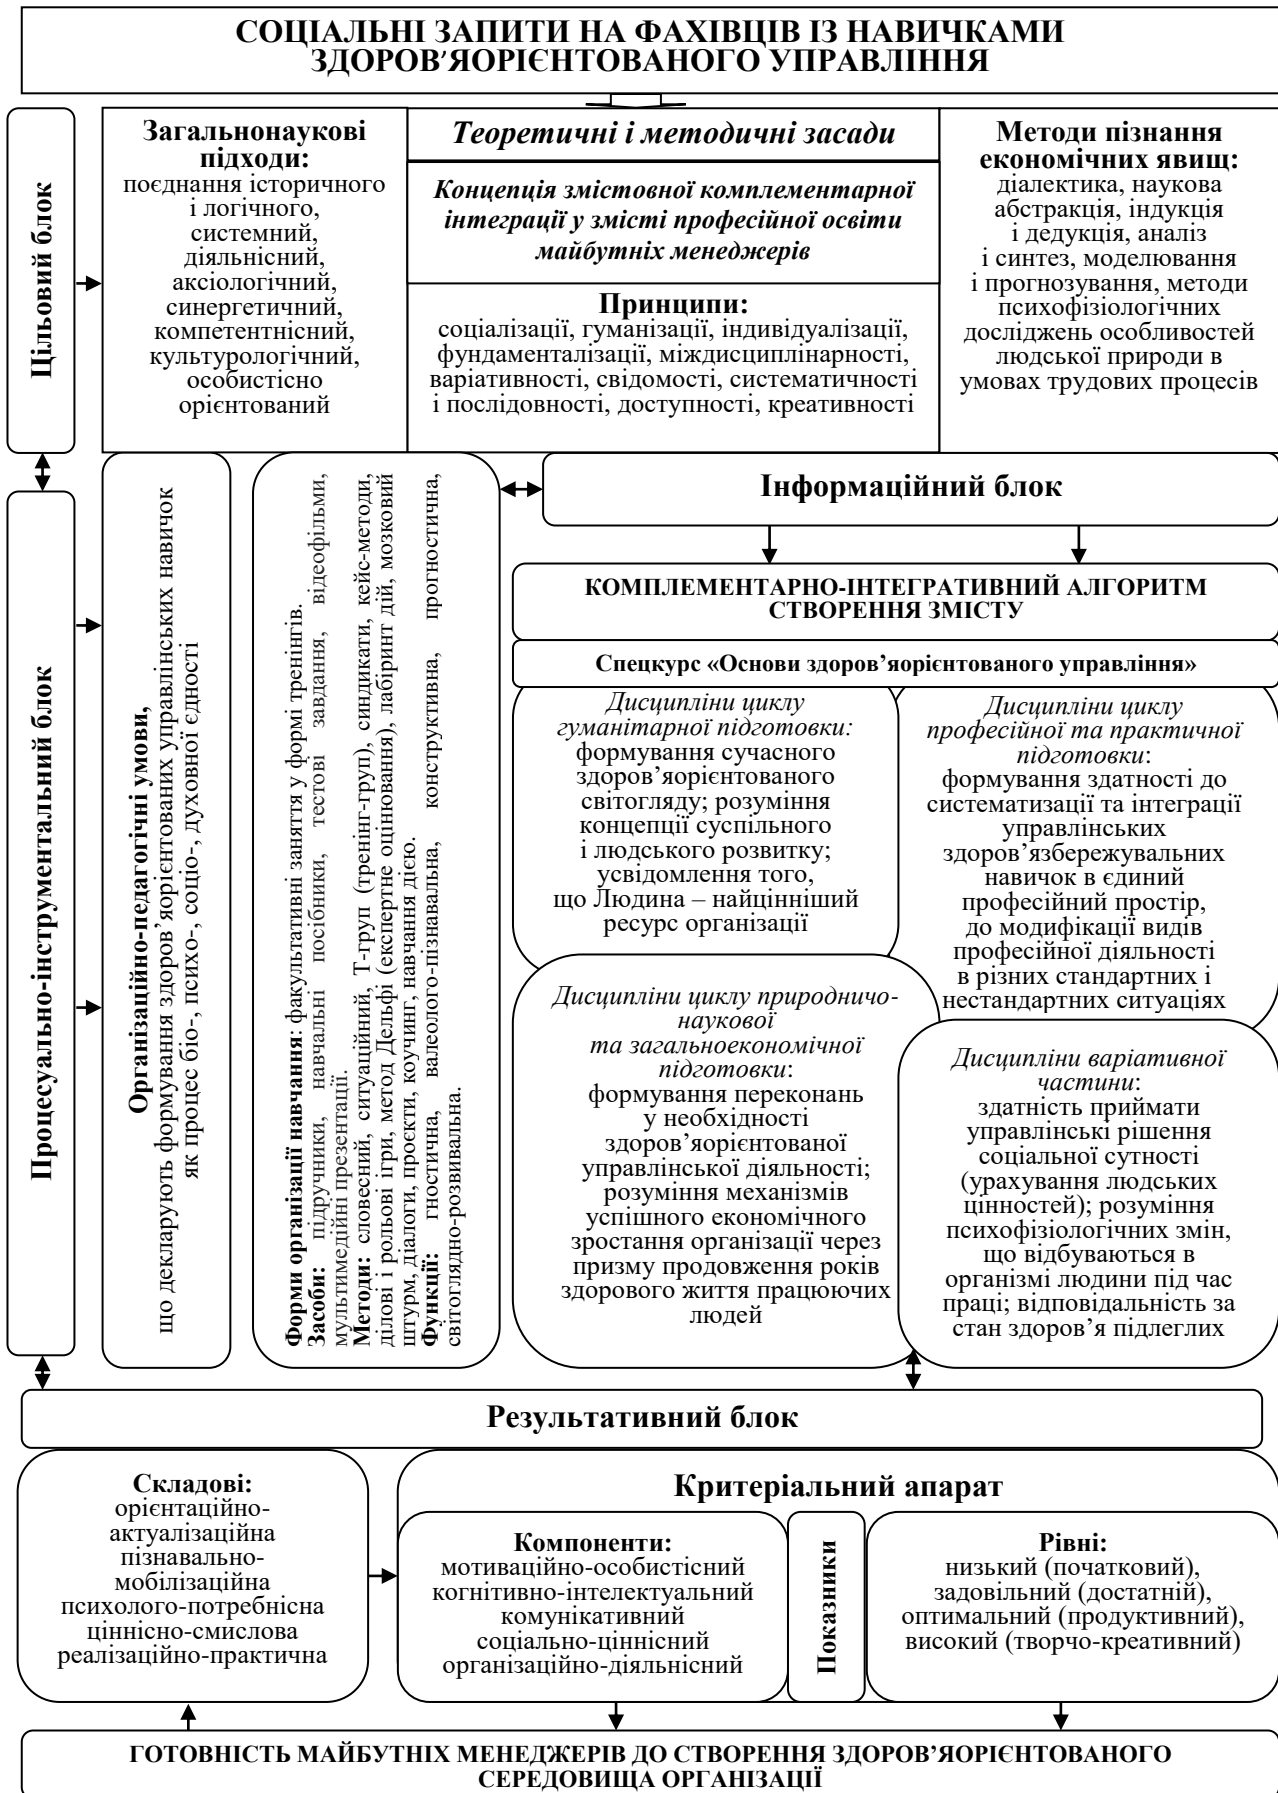 СОЦІАЛЬНІ ЗАПИТИ НА ФАХІВЦІВ ІЗ НАВИЧКАМИ
ЗДОРОВ’ЯОРІЄНТОВАНОГО УПРАВЛІННЯ
Цільовий блок
Загальнонаукові
підходи:
поєднання історичного
і логічного,
системний,
діяльнісний,
аксіологічний,
синергетичний,
компетентнісний,
культурологічний,
особистісно
орієнтований
Теоретичні і методичні засади
Концепція змістовної комплементарної
інтеграції у змісті професійної освіти
майбутніх менеджерів
Принципи:
соціалізації, гуманізації, індивідуалізації,
фундаменталізації, міждисциплінарності,
варіативності, свідомості, систематичності
і послідовності, доступності, креативності
Методи пізнання
економічних явищ:
діалектика, наукова
абстракція, індукція
і дедукція, аналіз
і синтез, моделювання
і прогнозування, методи
психофізіологічних
досліджень особливостей
людської природи в
умовах трудових процесів
Процесуально-інструментальний блок
Організаційно-педагогічні умови,
що декларують формування здоров’яорієнтованих управлінських навичок
як процес біо-, психо-, соціо-, духовної єдності
Форми організації навчання: факультативні заняття у формі тренінгів.
Засоби: підручники, навчальні посібники, тестові завдання, відеофільми,
мультимедійні презентації.
Методи: словесний, ситуаційний, Т-груп (тренінг-груп), синдикати, кейс-методи,
ділові і рольові ігри, метод Дельфі (експертне оцінювання), лабіринт дій, мозковий
штурм, діалоги, проєкти, коучинг, навчання дією.
Функції: гностична, валеолого-пізнавальна, конструктивна, прогностична,
світоглядно-розвивальна.
Інформаційний блок
КОМПЛЕМЕНТАРНО-ІНТЕГРАТИВНИЙ АЛГОРИТМ
СТВОРЕННЯ ЗМІСТУ
Спецкурс «Основи здоров’яорієнтованого управління»
Дисципліни циклу
гуманітарної підготовки:
формування сучасного
здоров’яорієнтованого
світогляду; розуміння
концепції суспільного
і людського розвитку;
усвідомлення того,
що Людина – найцінніший
ресурс організації
Дисципліни циклу
професійної та практичної
підготовки:
формування здатності до
систематизації та інтеграції
управлінських
здоров’язбережувальних
навичок в єдиний
професійний простір,
до модифікації видів
професійної діяльності
в різних стандартних і
нестандартних ситуаціях
Дисципліни циклу природничо-
наукової
та загальноекономічної
підготовки:
формування переконань
у необхідності
здоров’яорієнтованої
управлінської діяльності;
розуміння механізмів
успішного економічного
зростання організації через
призму продовження років
здорового життя працюючих
людей
Дисципліни варіативної
частини:
здатність приймати
управлінські рішення
соціальної сутності
(урахування людських
цінностей); розуміння
психофізіологічних змін,
що відбуваються в
організмі людини під час
праці; відповідальність за
стан здоров’я підлеглих
Результативний блок
Складові:
орієнтаційно-
актуалізаційна
пізнавально-
мобілізаційна
психолого-потребнісна
ціннісно-смислова
реалізаційно-практична
Критеріальний апарат
Компоненти:
мотиваційно-особистісний
когнітивно-інтелектуальний
комунікативний
соціально-ціннісний
організаційно-діяльнісний
Показники
Рівні:
низький (початковий),
задовільний (достатній),
оптимальний (продуктивний),
високий (творчо-креативний)
ГОТОВНІСТЬ МАЙБУТНІХ МЕНЕДЖЕРІВ ДО СТВОРЕННЯ ЗДОРОВ’ЯОРІЄНТОВАНОГО
СЕРЕДОВИЩА ОРГАНІЗАЦІЇ